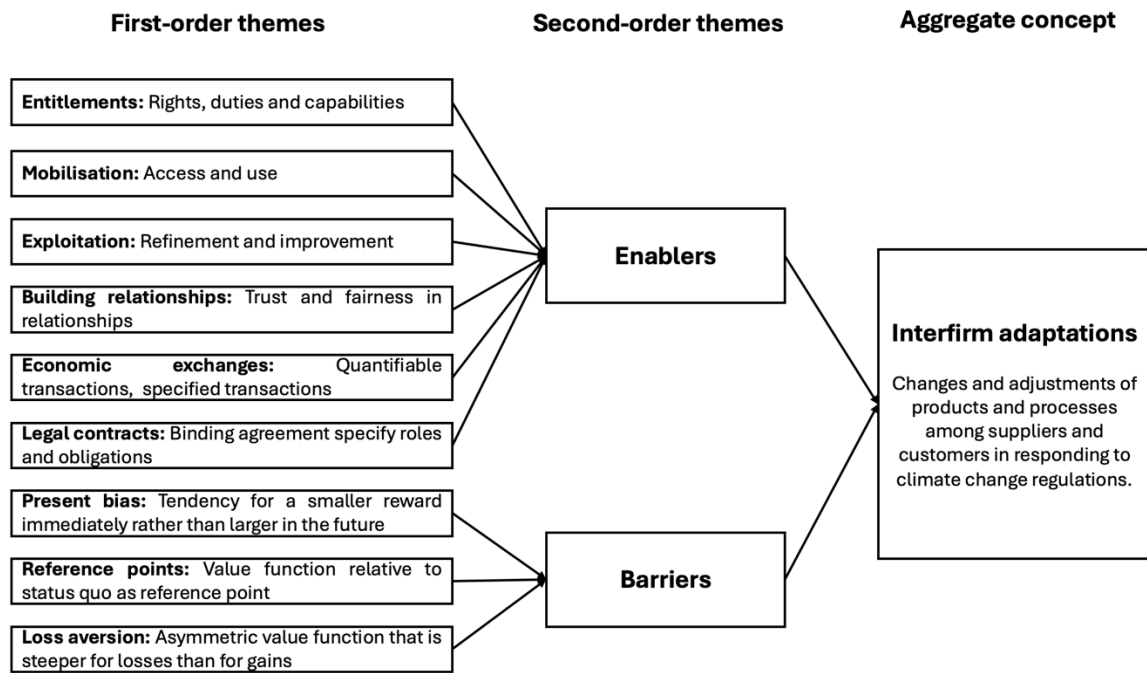 First-order themes
Second-order themes
Aggregate concept
Entitlements: Rights, duties and capabilities
Mobilisation: Access and use
Exploitation: Refinement and improvement
Building relationships: Trust and fairness in
relationships
Economic exchanges: Quantifiable
transactions, specified transactions
Legal contracts: Binding agreement specify roles
and obligations
Present bias: Tendency for a smaller reward
immediately rather than larger in the future
Reference points: Value function relative to
status quo as reference point
Loss aversion: Asymmetric value function that is
steeper for losses than for gains
Enablers
Barriers
Interfirm adaptations
Changes and adjustments of
products and processes
among suppliers and
customers in responding to
climate change regulations.